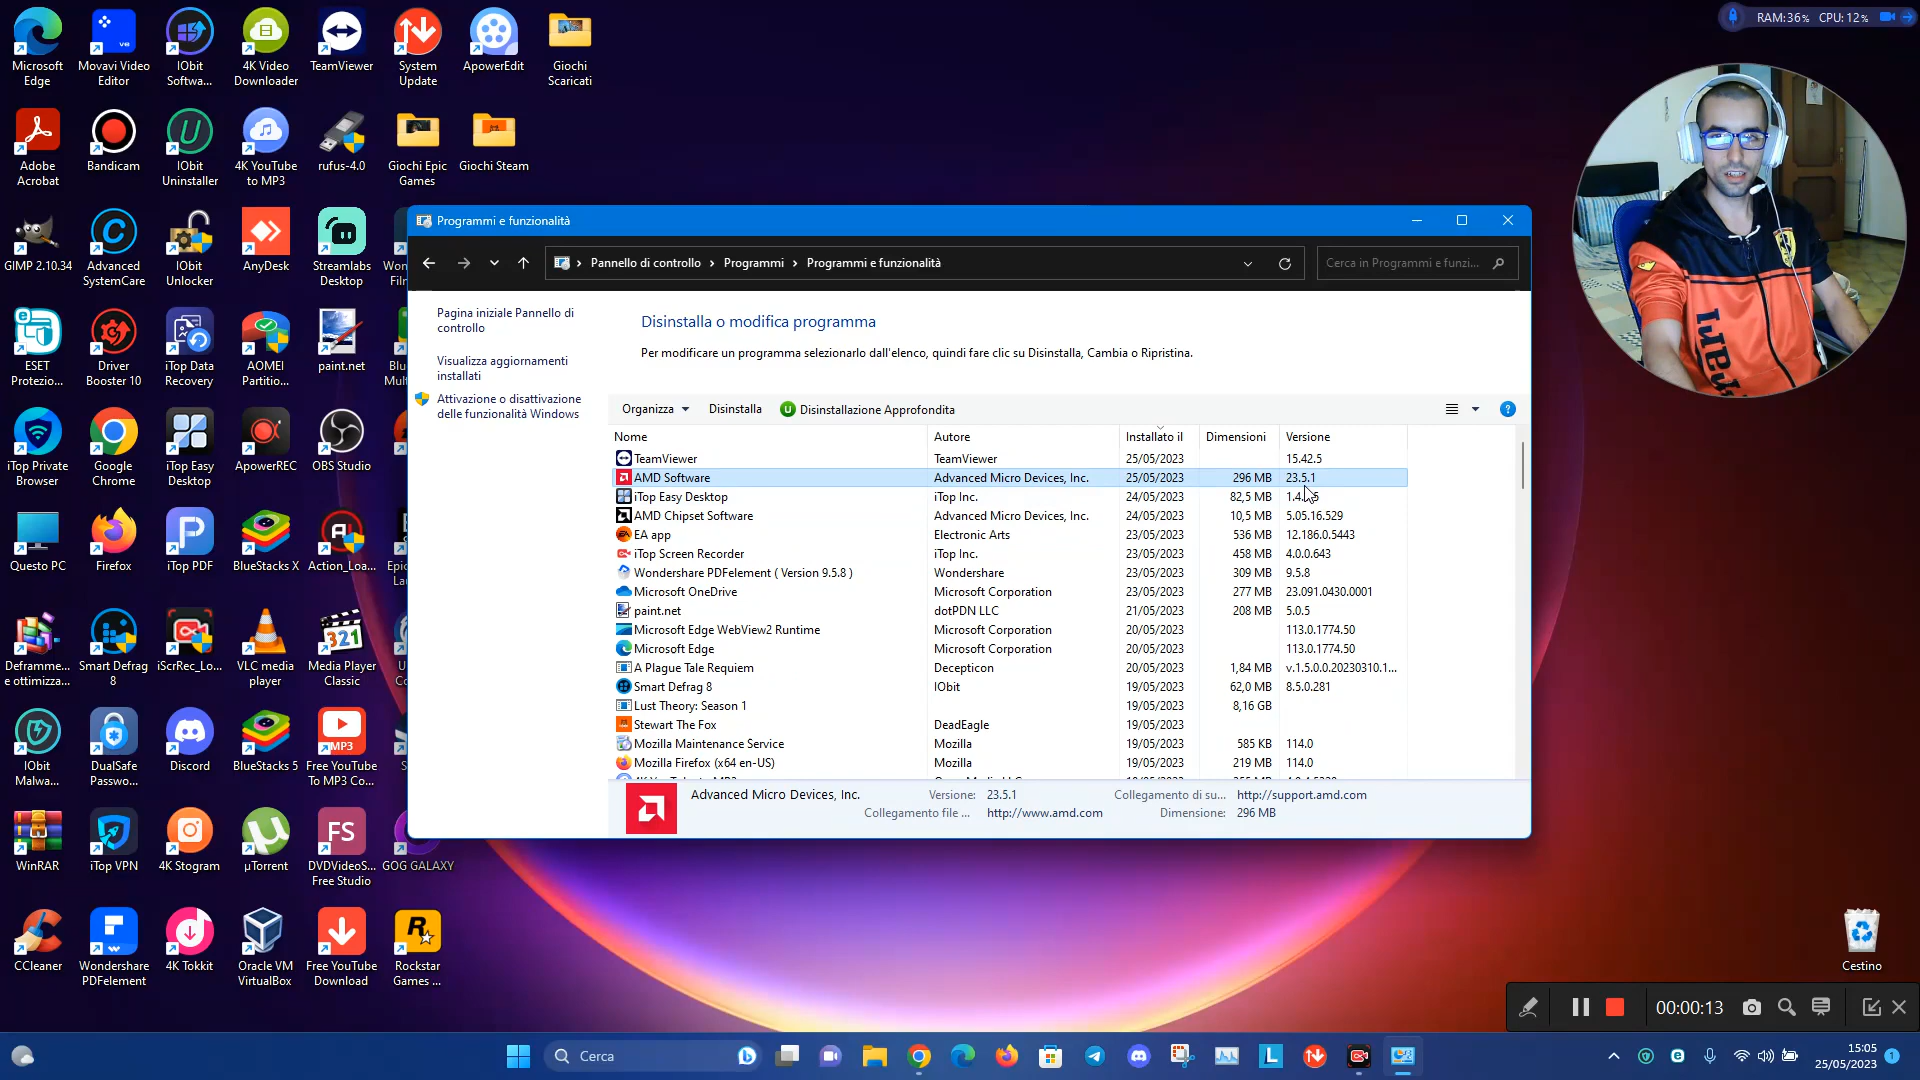 Microsoft
Edge
Movavi Video
Editor
IObit
Softwa...
4K Video
Downloader
TeamViewer
System
Update
ApowerEdit
Giochi
Scaricati
RAM:36% CPU: 12%
Adobe
Acrobat
Bandicam
IObit
Uninstaller
4K YouTube
to MP3
rufus-4.0
Giochi Epic
Games
Giochi Steam
GIMP 2.10.34
Advanced
SystemCare
IObit
Unlocker
AnyDesk
Streamlabs
Desktop
ESET
Protezio...
Driver
Booster 10
iTop Data
Recovery
AOMEI
Partitio...
paint.net
iTop Private
Browser
Google
Chrome
iTop Easy
Desktop
ApowerREC
OBS Studio
Questo PC
Firefox
iTop PDF
BlueStacks X
Action_Loa...
Deframme...
e ottimizza...
Smart Defrag
8
iScrRec_Lo...
VLC media
player
Media Player
Classic
IObit
Malwa...
DualSafe
Passwo...
Discord
BlueStacks 5
Free YouTube
To MP3 Co...
WinRAR
iTop VPN
4K Stogram
µTorrent
DVDVideoS...
Free Studio
GOG GALAXY
CCleaner
Wondershare
PDFelement
4K Tokkit
Oracle VM
VirtualBox
Free YouTube
Download
Rockstar
Games ...
Programmi e funzionalità
Pannello di controllo > Programmi > Programmi e funzionalità
Cerca in Programmi e funzi...
Pagina iniziale Pannello di
controllo
Visualizza aggiornamenti
installati
Attivazione o disattivazione
delle funzionalità Windows
Disinstalla o modifica programma
Per modificare un programma selezionarlo dall'elenco, quindi fare clic su Disinstalla, Cambia o Ripristina.
Organizza Disinstalla Disinstallazione Approfondita
Nome Autore Installato il Dimensioni Versione
TeamViewer TeamViewer 25/05/2023 15.42.5
AMD Software Advanced Micro Devices, Inc. 25/05/2023 296 MB 23.5.1
iTop Easy Desktop iTop Inc. 24/05/2023 82,5 MB
AMD Chipset Software Advanced Micro Devices, Inc. 24/05/2023 10,5 MB 5.05.16.529
EA app Electronic Arts 23/05/2023 536 MB 12.186.0.5443
iTop Screen Recorder iTop Inc. 23/05/2023 458 MB 4.0.0.643
Wondershare PDFelement ( Version 9.5.8 ) Wondershare 23/05/2023 309 MB 9.5.8
Microsoft OneDrive Microsoft Corporation 23/05/2023 277 MB 23.091.0430.0001
paint.net dotPDN LLC 21/05/2023 208 MB 5.0.5
Microsoft Edge WebView2 Runtime Microsoft Corporation 20/05/2023 113.0.1774.50
Microsoft Edge Microsoft Corporation 20/05/2023 113.0.1774.50
A Plague Tale Requiem Decepticon 20/05/2023 1,84 MB v.1.5.0.0.20230310.1...
Smart Defrag 8 IObit 19/05/2023 62,0 MB 8.5.0.281
Lust Theory: Season 1 19/05/2023 8,16 GB
Stewart The Fox DeadEagle 19/05/2023
Mozilla Maintenance Service Mozilla 19/05/2023 585 KB 114.0
Mozilla Firefox (x64 en-US) Mozilla 19/05/2023 219 MB 114.0
Advanced Micro Devices, Inc. Versione: 23.5.1 Collegamento di su... http://support.amd.com
Collegamento file ... http://www.amd.com Dimensione: 296 MB
Cestino
00:00:13
Cerca
15:05
25/05/2023